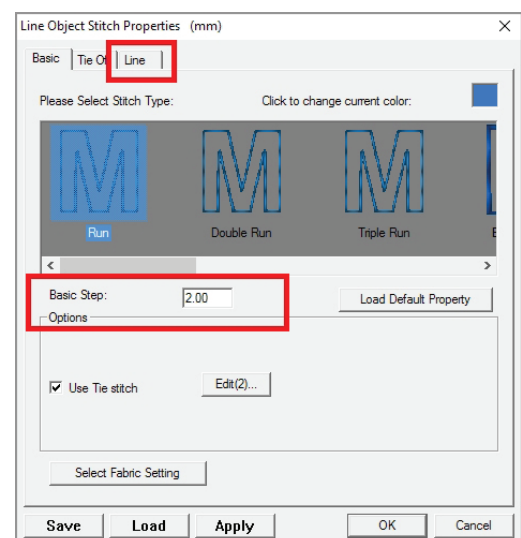 Line Object Stitch Properties (mm)
Basic Tie Of Line
Please Select Stitch Type: Click to change current color:
Run Double Run Triple Run
Basic Step: 2.00 Load Default Property
Options
Use Tie stitch Edit(2)...
Select Fabric Setting
Save Load Apply OK Cancel